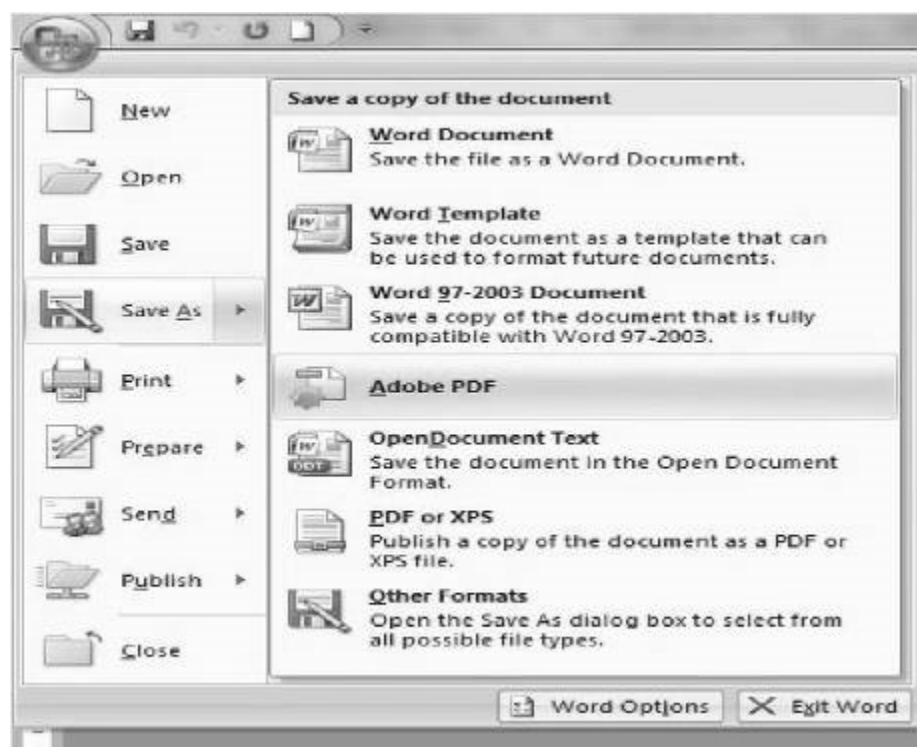 New
Open
Save
Save As
Print
Prepare
Send
Publish
Close
Save a copy of the document
Word Document
Save the file as a Word Document.
Word Template
Save the document as a template that can
be used to format future documents.
Word 97-2003 Document
Save a copy of the document that is fully
compatible with Word 97-2003.
Adobe PDF
OpenDocument Text
ODT
Save the document in the Open Document
Format.
PDF or XPS
Publish a copy of the document as a PDF or
XPS file.
Other Formats
Open the Save As dialog box to select from
all possible file types.
Word Options
Exit Word